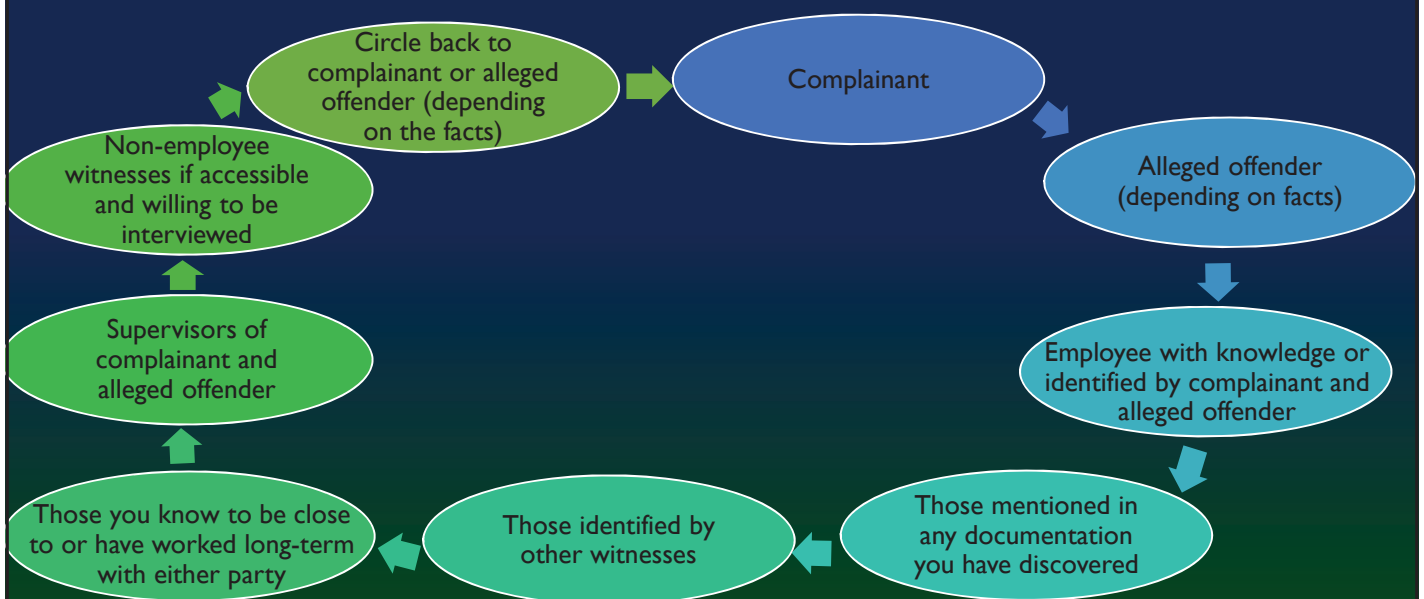 Complainant
Alleged offender
(depending on facts)
Employee with knowledge or
identified by complainant and
alleged offender
Those mentioned in
any documentation
you have discovered
Those identified by
other witnesses
Those you know to be close
to or have worked long-term
with either party
Supervisors of
complainant and
alleged offender
Non-employee
witnesses if accessible
and willing to be
interviewed
Circle back to
complainant or alleged
offender (depending
on the facts)